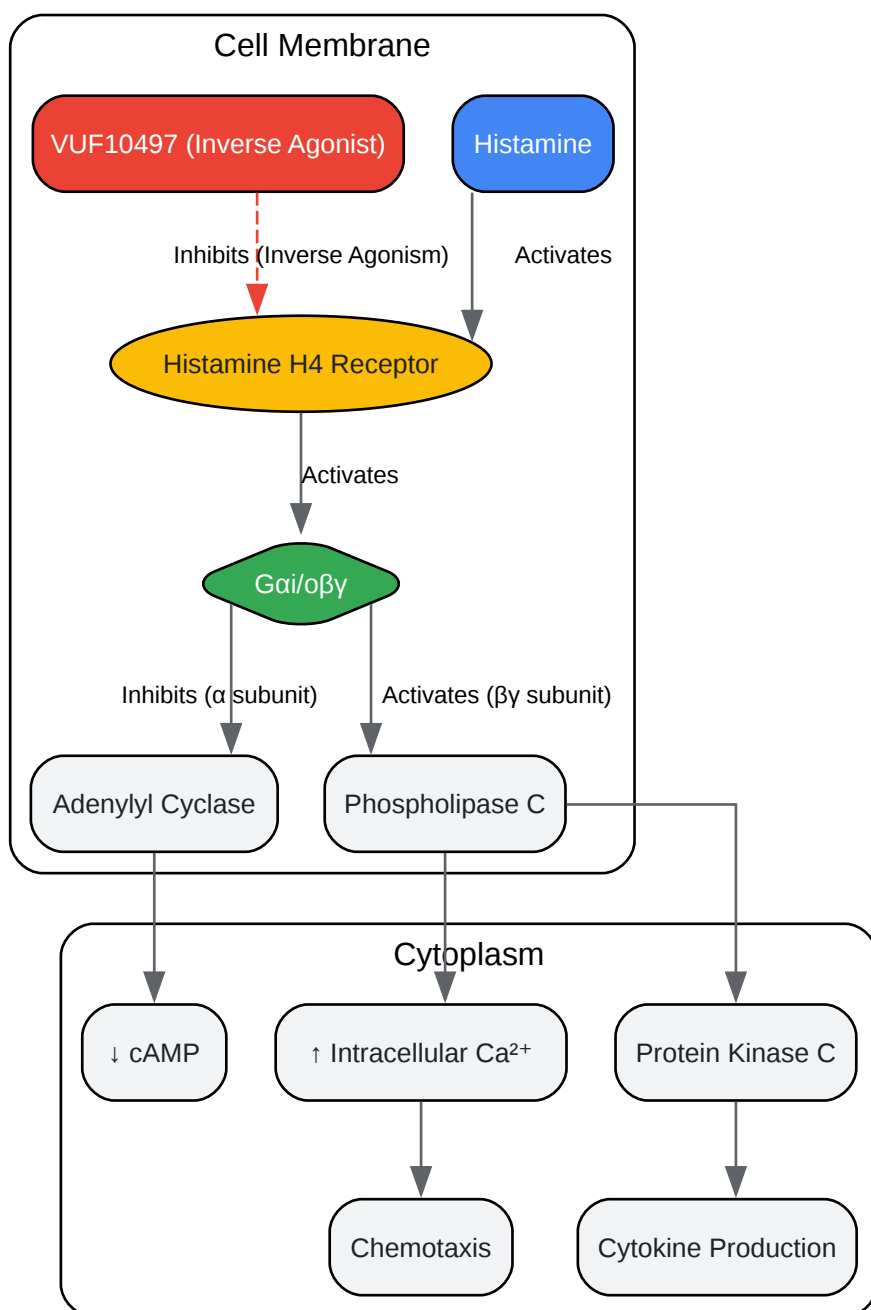 Cell Membrane
VUF10497 (Inverse Agonist)
Histamine
Inhibits (Inverse Agonism)
Activates
Histamine H4 Receptor
Activates
Gαi/oβγ
Inhibits (α subunit)
Activates (βγ subunit)
Adenylyl Cyclase
Phospholipase C
Cytoplasm
↓ cAMP
↑ Intracellular Ca²⁺
Protein Kinase C
Chemotaxis
Cytokine Production